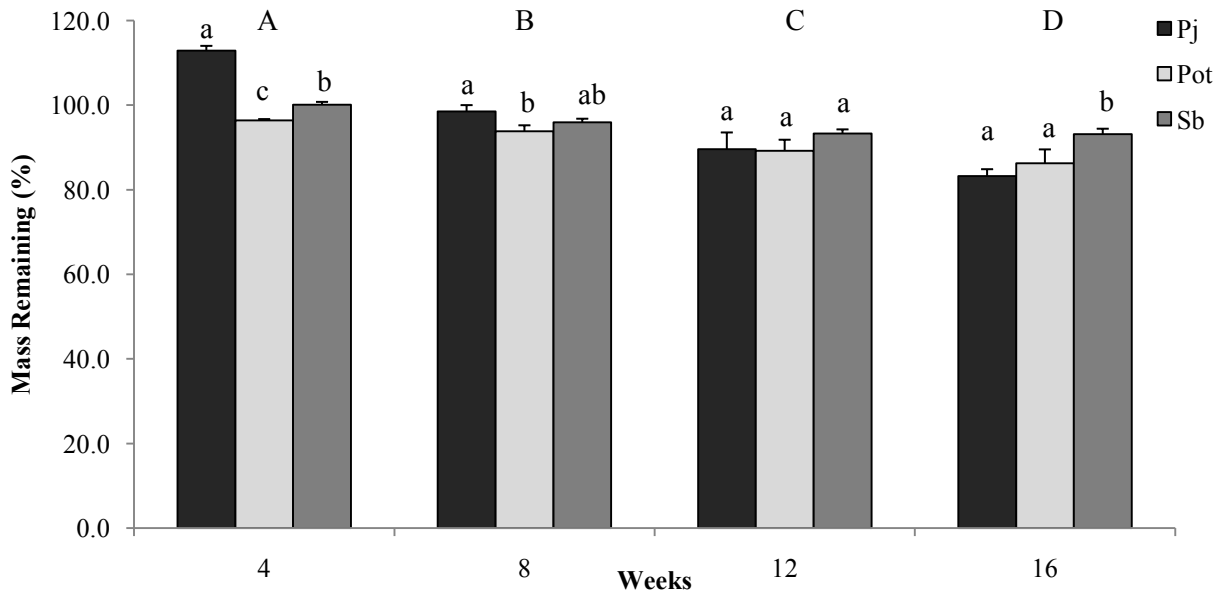 120.0
100.0
80.0
60.0
40.0
20.0
0.0
Mass Remaining (%)
A B C D
a c b
a b ab
a a a
a a b
4 8 12 16
Weeks
Pj
Pot
Sb